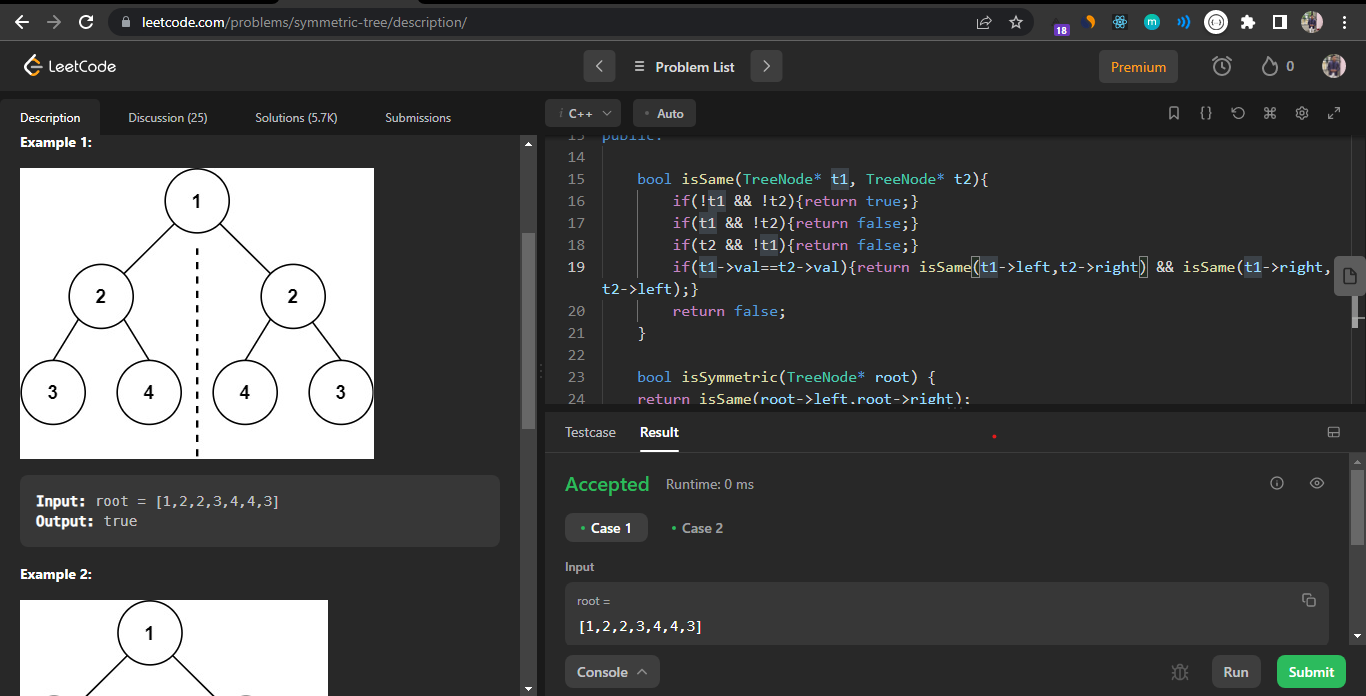 leetcode.com/problems/symmetric-tree/description/
18
m
LeetCode
Problem List
Premium
0
Description
Discussion (25)
Solutions (5.7K)
Submissions
i C++
Auto
Example 1:
1
2
2
3
4
4
3
Input: root = [1,2,2,3,4,4,3]
Output: true
Example 2:
1
13 public:
14
15 bool isSame(TreeNode* t1, TreeNode* t2){
16 if(!t1 && !t2){return true;}
17 if(t1 && !t2){return false;}
18 if(t2 && !t1){return false;}
19 if(t1->val==t2->val){return isSame(t1->left,t2->right) && isSame(t1->right,
t2->left);}
20 return false;
21 }
22
23 bool isSymmetric(TreeNode* root) {
24 return isSame(root->left,root->right);
Testcase
Result
Accepted
Runtime: 0 ms
Case 1
Case 2
Input
root =
[1,2,2,3,4,4,3]
Console
Run
Submit